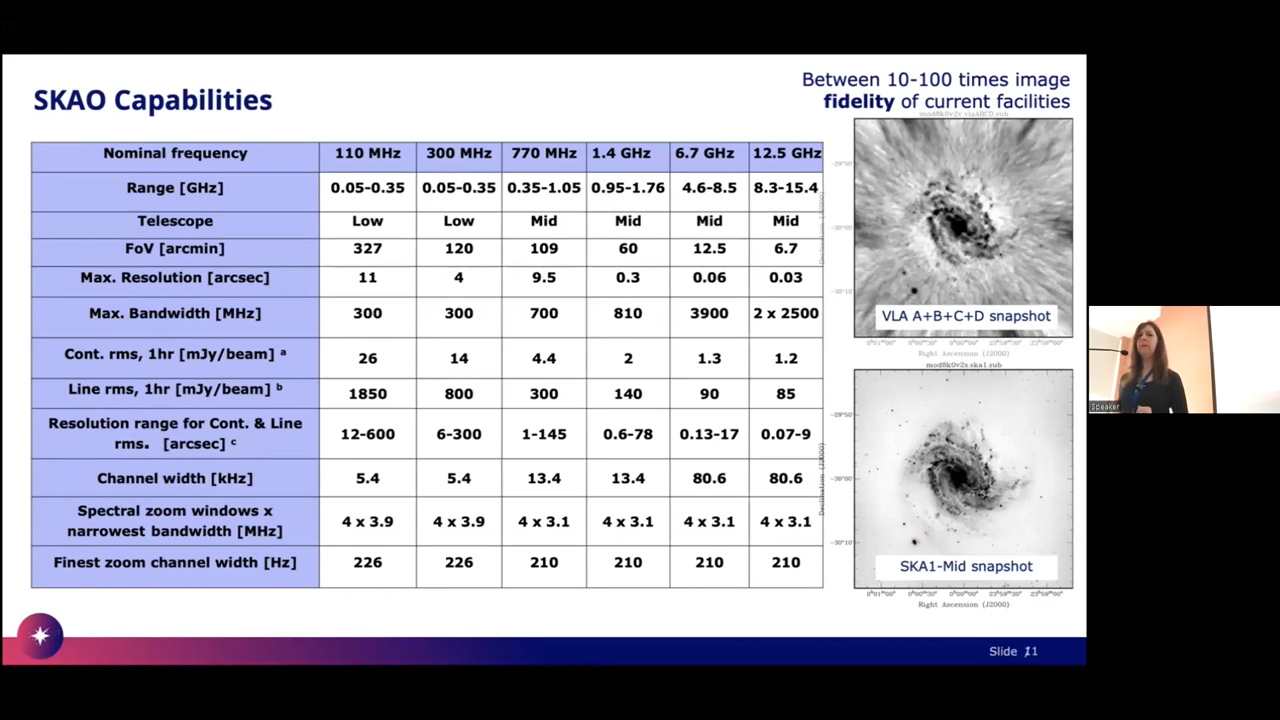 SKAO Capabilities
Between 10-100 times image
fidelity of current facilities
Nominal frequency 110 MHz 300 MHz 770 MHz 1.4 GHz 6.7 GHz 12.5 GHz
Range [GHz] 0.05-0.35 0.05-0.35 0.35-1.05 0.95-1.76 4.6-8.5 8.3-15.4
Telescope Low Low Mid Mid Mid Mid
FoV [arcmin] 327 120 109 60 12.5 6.7
Max. Resolution [arcsec] 11 4 9.5 0.3 0.06 0.03
Max. Bandwidth [MHz] 300 300 700 810 3900 2 x 2500
Cont. rms, 1hr [mJy/beam] a 26 14 4.4 2 1.3 1.2
Line rms, 1hr [mJy/beam] b 1850 800 300 140 90 85
Resolution range for Cont. & Line
rms. [arcsec] c 12-600 6-300 1-145 0.6-78 0.13-17 0.07-9
Channel width [kHz] 5.4 5.4 13.4 13.4 80.6 80.6
Spectral zoom windows x
narrowest bandwidth [MHz] 4 x 3.9 4 x 3.9 4 x 3.1 4 x 3.1 4 x 3.1 4 x 3.1
Finest zoom channel width [Hz] 226 226 210 210 210 210
VLA A+B+C+D snapshot
Right Ascension (J2000)
SKA1-Mid snapshot
Declination (J2000)
Right Ascension (J2000)
Speaker
Slide 11